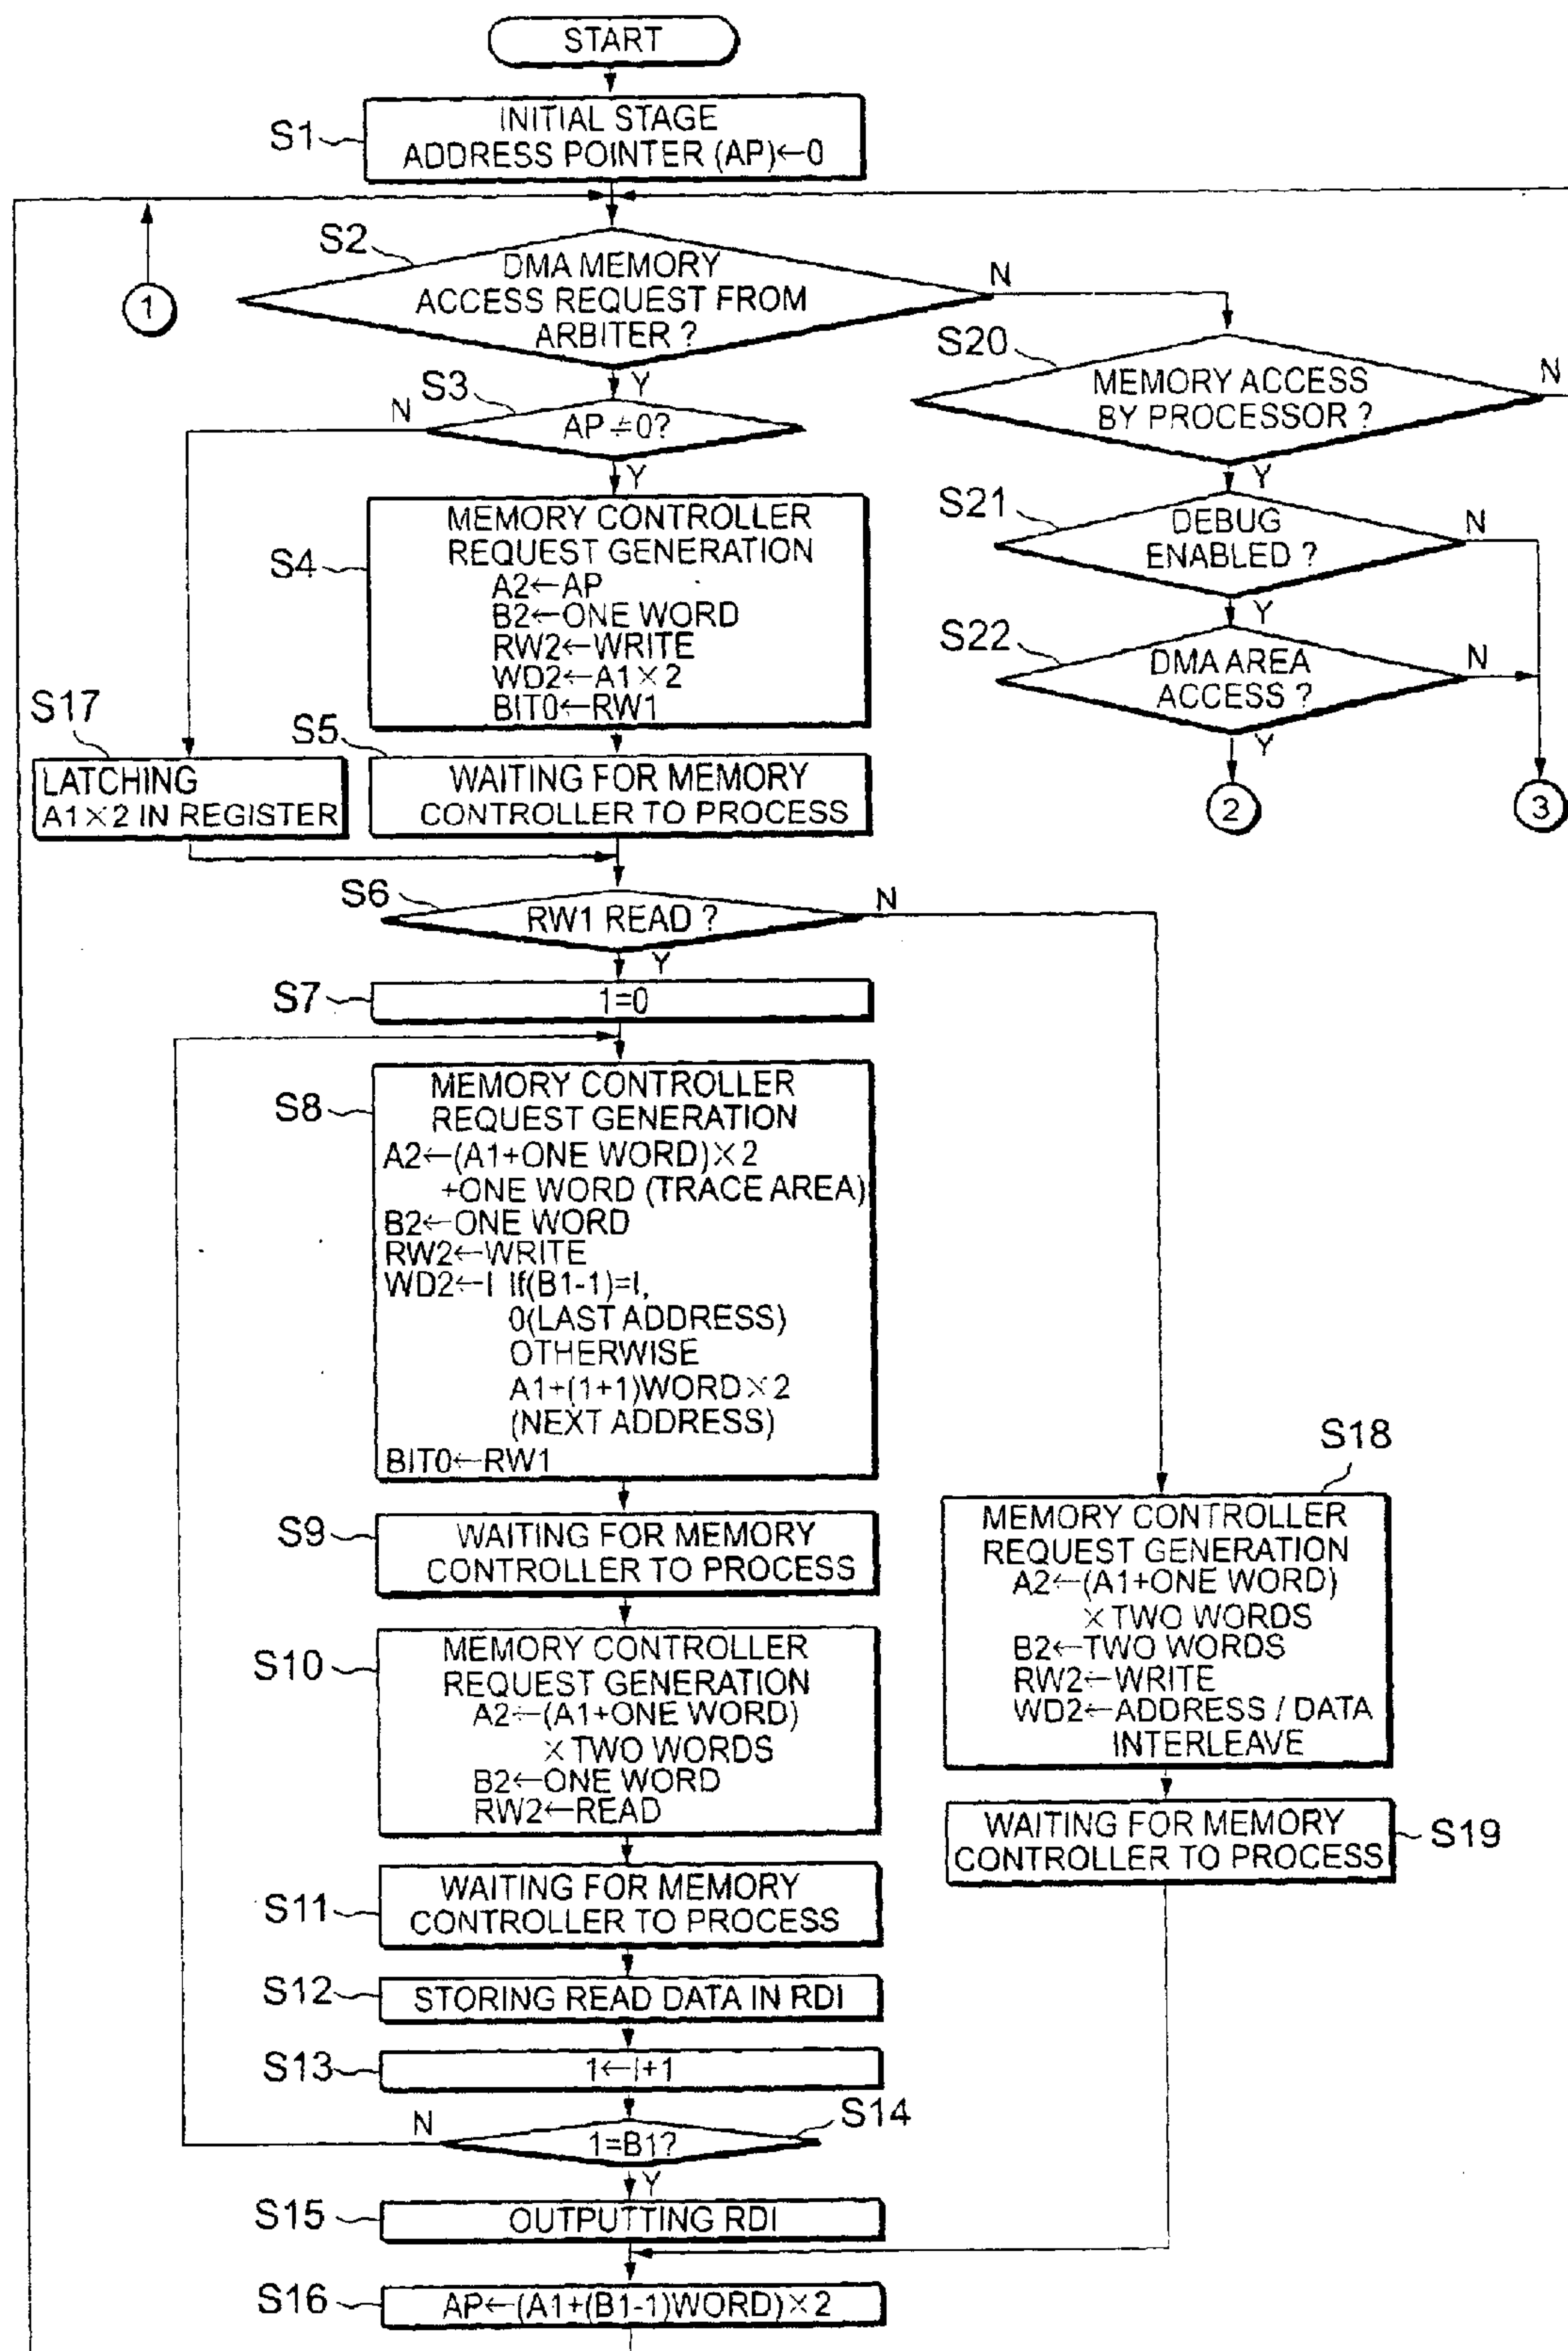 START
S1
INITIAL STAGE
ADDRESS POINTER (AP)←0
1
S2
DMA MEMORY
ACCESS REQUEST FROM
ARBITER ?
N
Y
S3
AP≠0?
N
Y
S4
MEMORY CONTROLLER
REQUEST GENERATION
A2←AP
B2←ONE WORD
RW2←WRITE
WD2←A1×2
BIT0←RW1
S17
LATCHING
A1×2 IN REGISTER
S5
WAITING FOR MEMORY
CONTROLLER TO PROCESS
S20
MEMORY ACCESS
BY PROCESSOR ?
N
Y
S21
DEBUG
ENABLED ?
N
Y
S22
DMA AREA
ACCESS ?
N
Y
2
3
S6
RW1 READ ?
N
Y
S7
1=0
S8
MEMORY CONTROLLER
REQUEST GENERATION
A2←(A1+ONE WORD)×2
+ONE WORD (TRACE AREA)
B2←ONE WORD
RW2←WRITE
WD2←I If(B1-1)=I,
0(LAST ADDRESS)
OTHERWISE
A1+(1+1)WORD×2
(NEXT ADDRESS)
BIT0←RW1
S9
WAITING FOR MEMORY
CONTROLLER TO PROCESS
S10
MEMORY CONTROLLER
REQUEST GENERATION
A2←(A1+ONE WORD)
×TWO WORDS
B2←ONE WORD
RW2←READ
S11
WAITING FOR MEMORY
CONTROLLER TO PROCESS
S12
STORING READ DATA IN RDI
S13
1←I+1
S14
1=B1?
N
Y
S15
OUTPUTTING RDI
S16
AP←(A1+(B1-1)WORD)×2
S18
MEMORY CONTROLLER
REQUEST GENERATION
A2←(A1+ONE WORD)
×TWO WORDS
B2←TWO WORDS
RW2←WRITE
WD2←ADDRESS / DATA
INTERLEAVE
S19
WAITING FOR MEMORY
CONTROLLER TO PROCESS